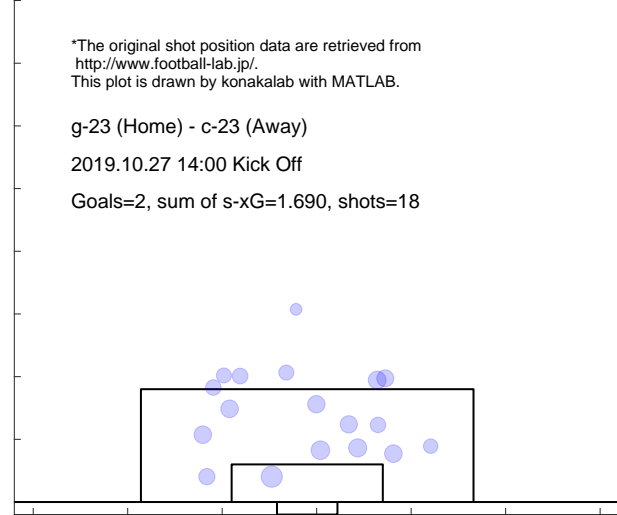 *The original shot position data are retrieved from
http://www.football-lab.jp/.
This plot is drawn by konakalab with MATLAB.
g-23 (Home) - c-23 (Away)
2019.10.27 14:00 Kick Off
Goals=2, sum of s-xG=1.690, shots=18